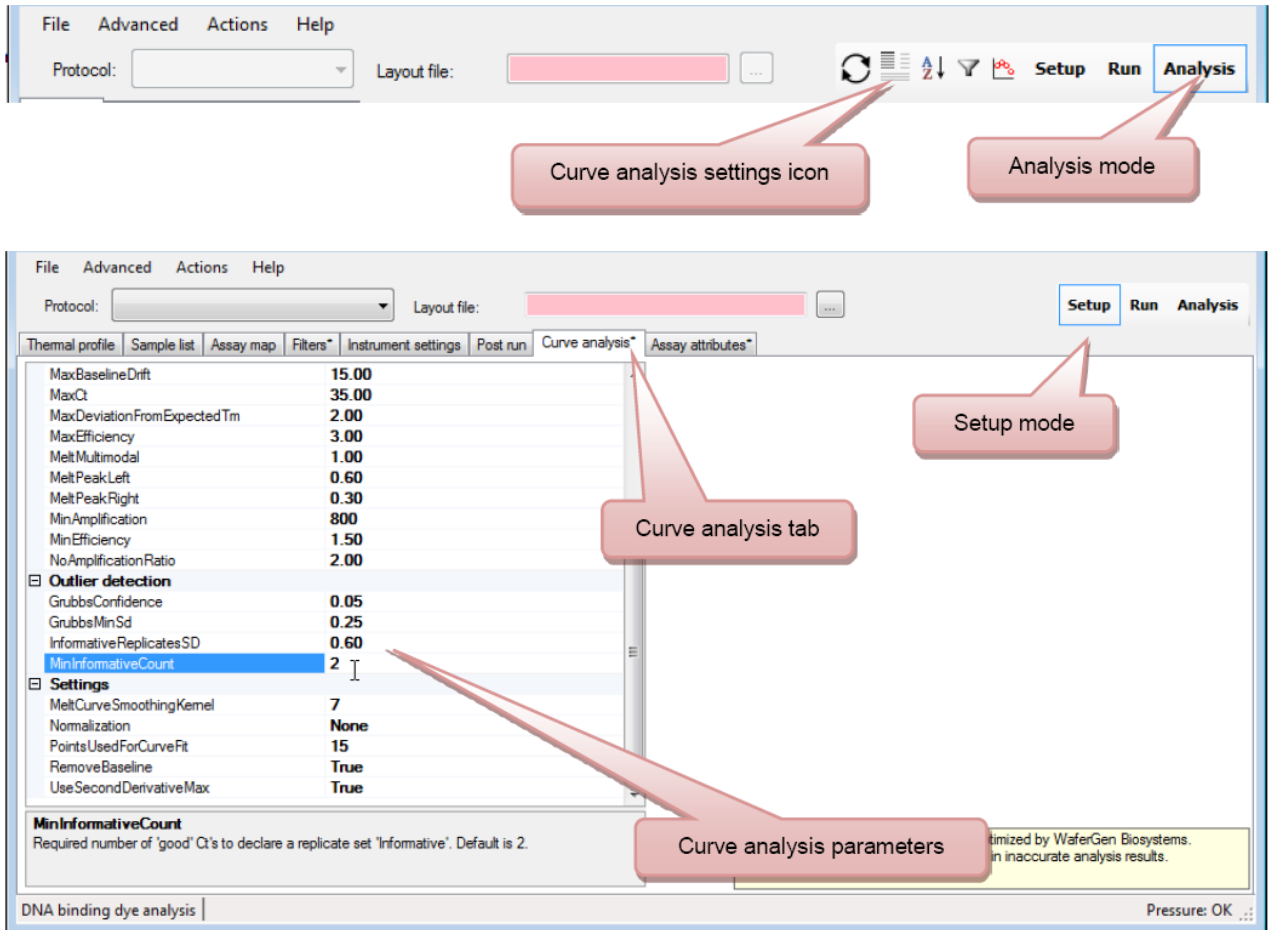 File Advanced Actions Help
Protocol: Layout file: ... A Z Setup Run Analysis
Curve analysis settings icon
Analysis mode
File Advanced Actions Help
Protocol: Layout file: ... Setup Run Analysis
Thermal profile Sample list Assay map Filters* Instrument settings Post run Curve analysis* Assay attributes*
MaxBaselineDrift 15.00
MaxCt 35.00
MaxDeviationFromExpectedTm 2.00
MaxEfficiency 3.00
MeltMultimodal 1.00
MeltPeakLeft 0.60
MeltPeakRight 0.30
MinAmplification 800
MinEfficiency 1.50
NoAmplificationRatio 2.00
Outlier detection
GrubbsConfidence 0.05
GrubbsMinSd 0.25
InformativeReplicatesSD 0.60
MinInformativeCount 2
Settings
MeltCurveSmoothingKernel 7
Normalization None
PointsUsedForCurveFit 15
RemoveBaseline True
UseSecondDerivativeMax True
Setup mode
Curve analysis tab
Curve analysis parameters
MinInformativeCount
Required number of 'good' Ct's to declare a replicate set 'Informative'. Default is 2.
by WaferGen Biosystems.
in inaccurate analysis results.
DNA binding dye analysis Pressure: OK